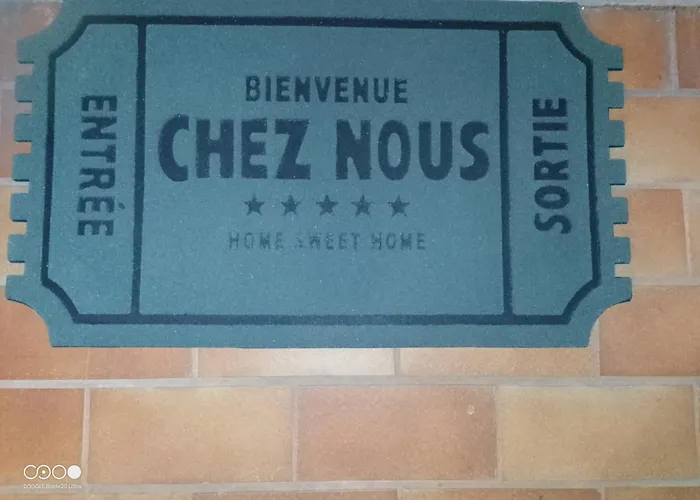 ENTRÉE
BIENVENUE
CHEZ NOUS
HOME SWEET HOME
SORTIE